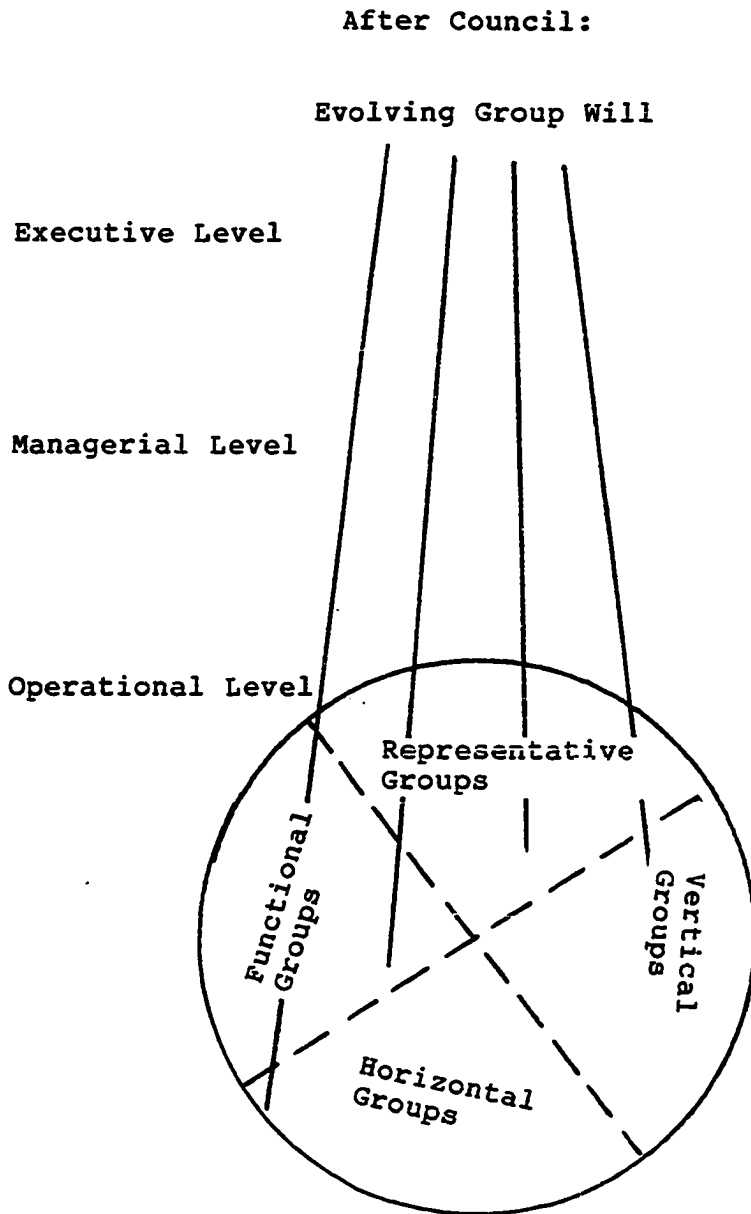 After Council:
Evolving Group Will
Executive Level
Managerial Level
Operational Level
Representative
Groups
Functional
Groups
Vertical
Groups
Horizontal
Groups